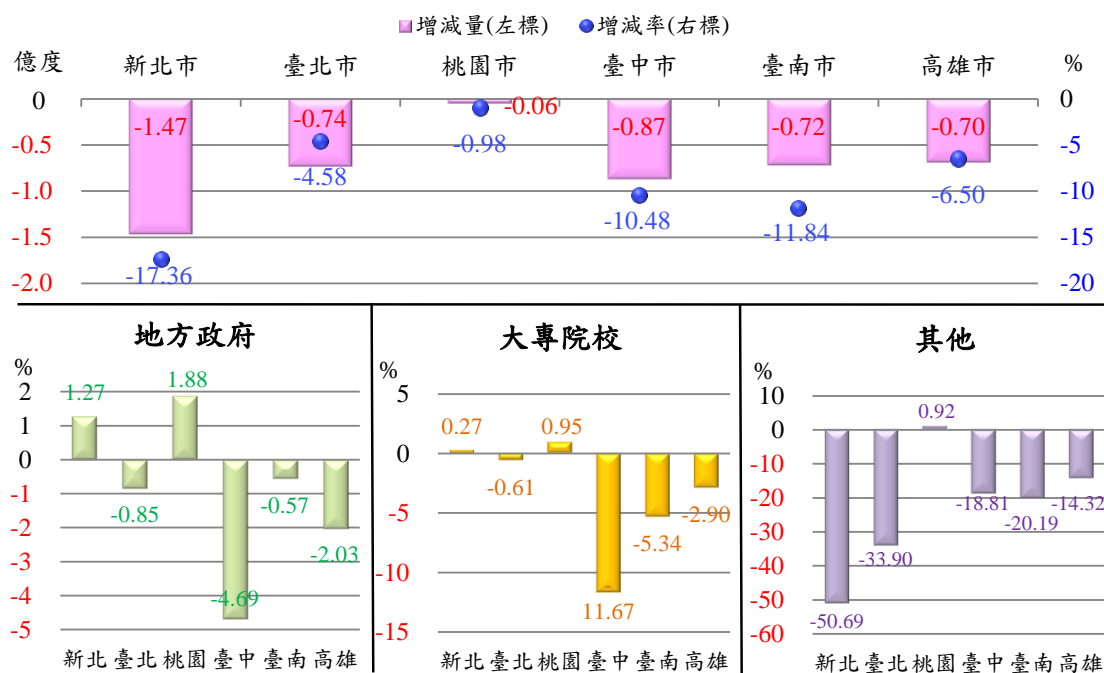 增減量(左標) 增減率(右標)
億度 新北市 臺北市 桃園市 臺中市 臺南市 高雄市 %
0 0
-0.06
-1.47 -0.74 -0.87 -0.72 -0.70
-0.5 -0.98 -5
-4.58 -6.50
-1.0 -10
-10.48 -11.84
-1.5 -15
-17.36
-2.0 -20
地方政府
%
2
1
0
-1
-2
-3
-4
-5
1.27 -0.85 1.88 -4.69 -0.57 -2.03
新北 臺北 桃園 臺中 臺南 高雄
大專院校
%
5
0
-5
-10
-15
0.27 -0.61 0.95 -11.67 -5.34 -2.90
新北 臺北 桃園 臺中 臺南 高雄
其他
%
10
0
-10
-20
-30
-40
-50
-60
-50.69 -33.90 0.92 -18.81 -20.19 -14.32
新北 臺北 桃園 臺中 臺南 高雄